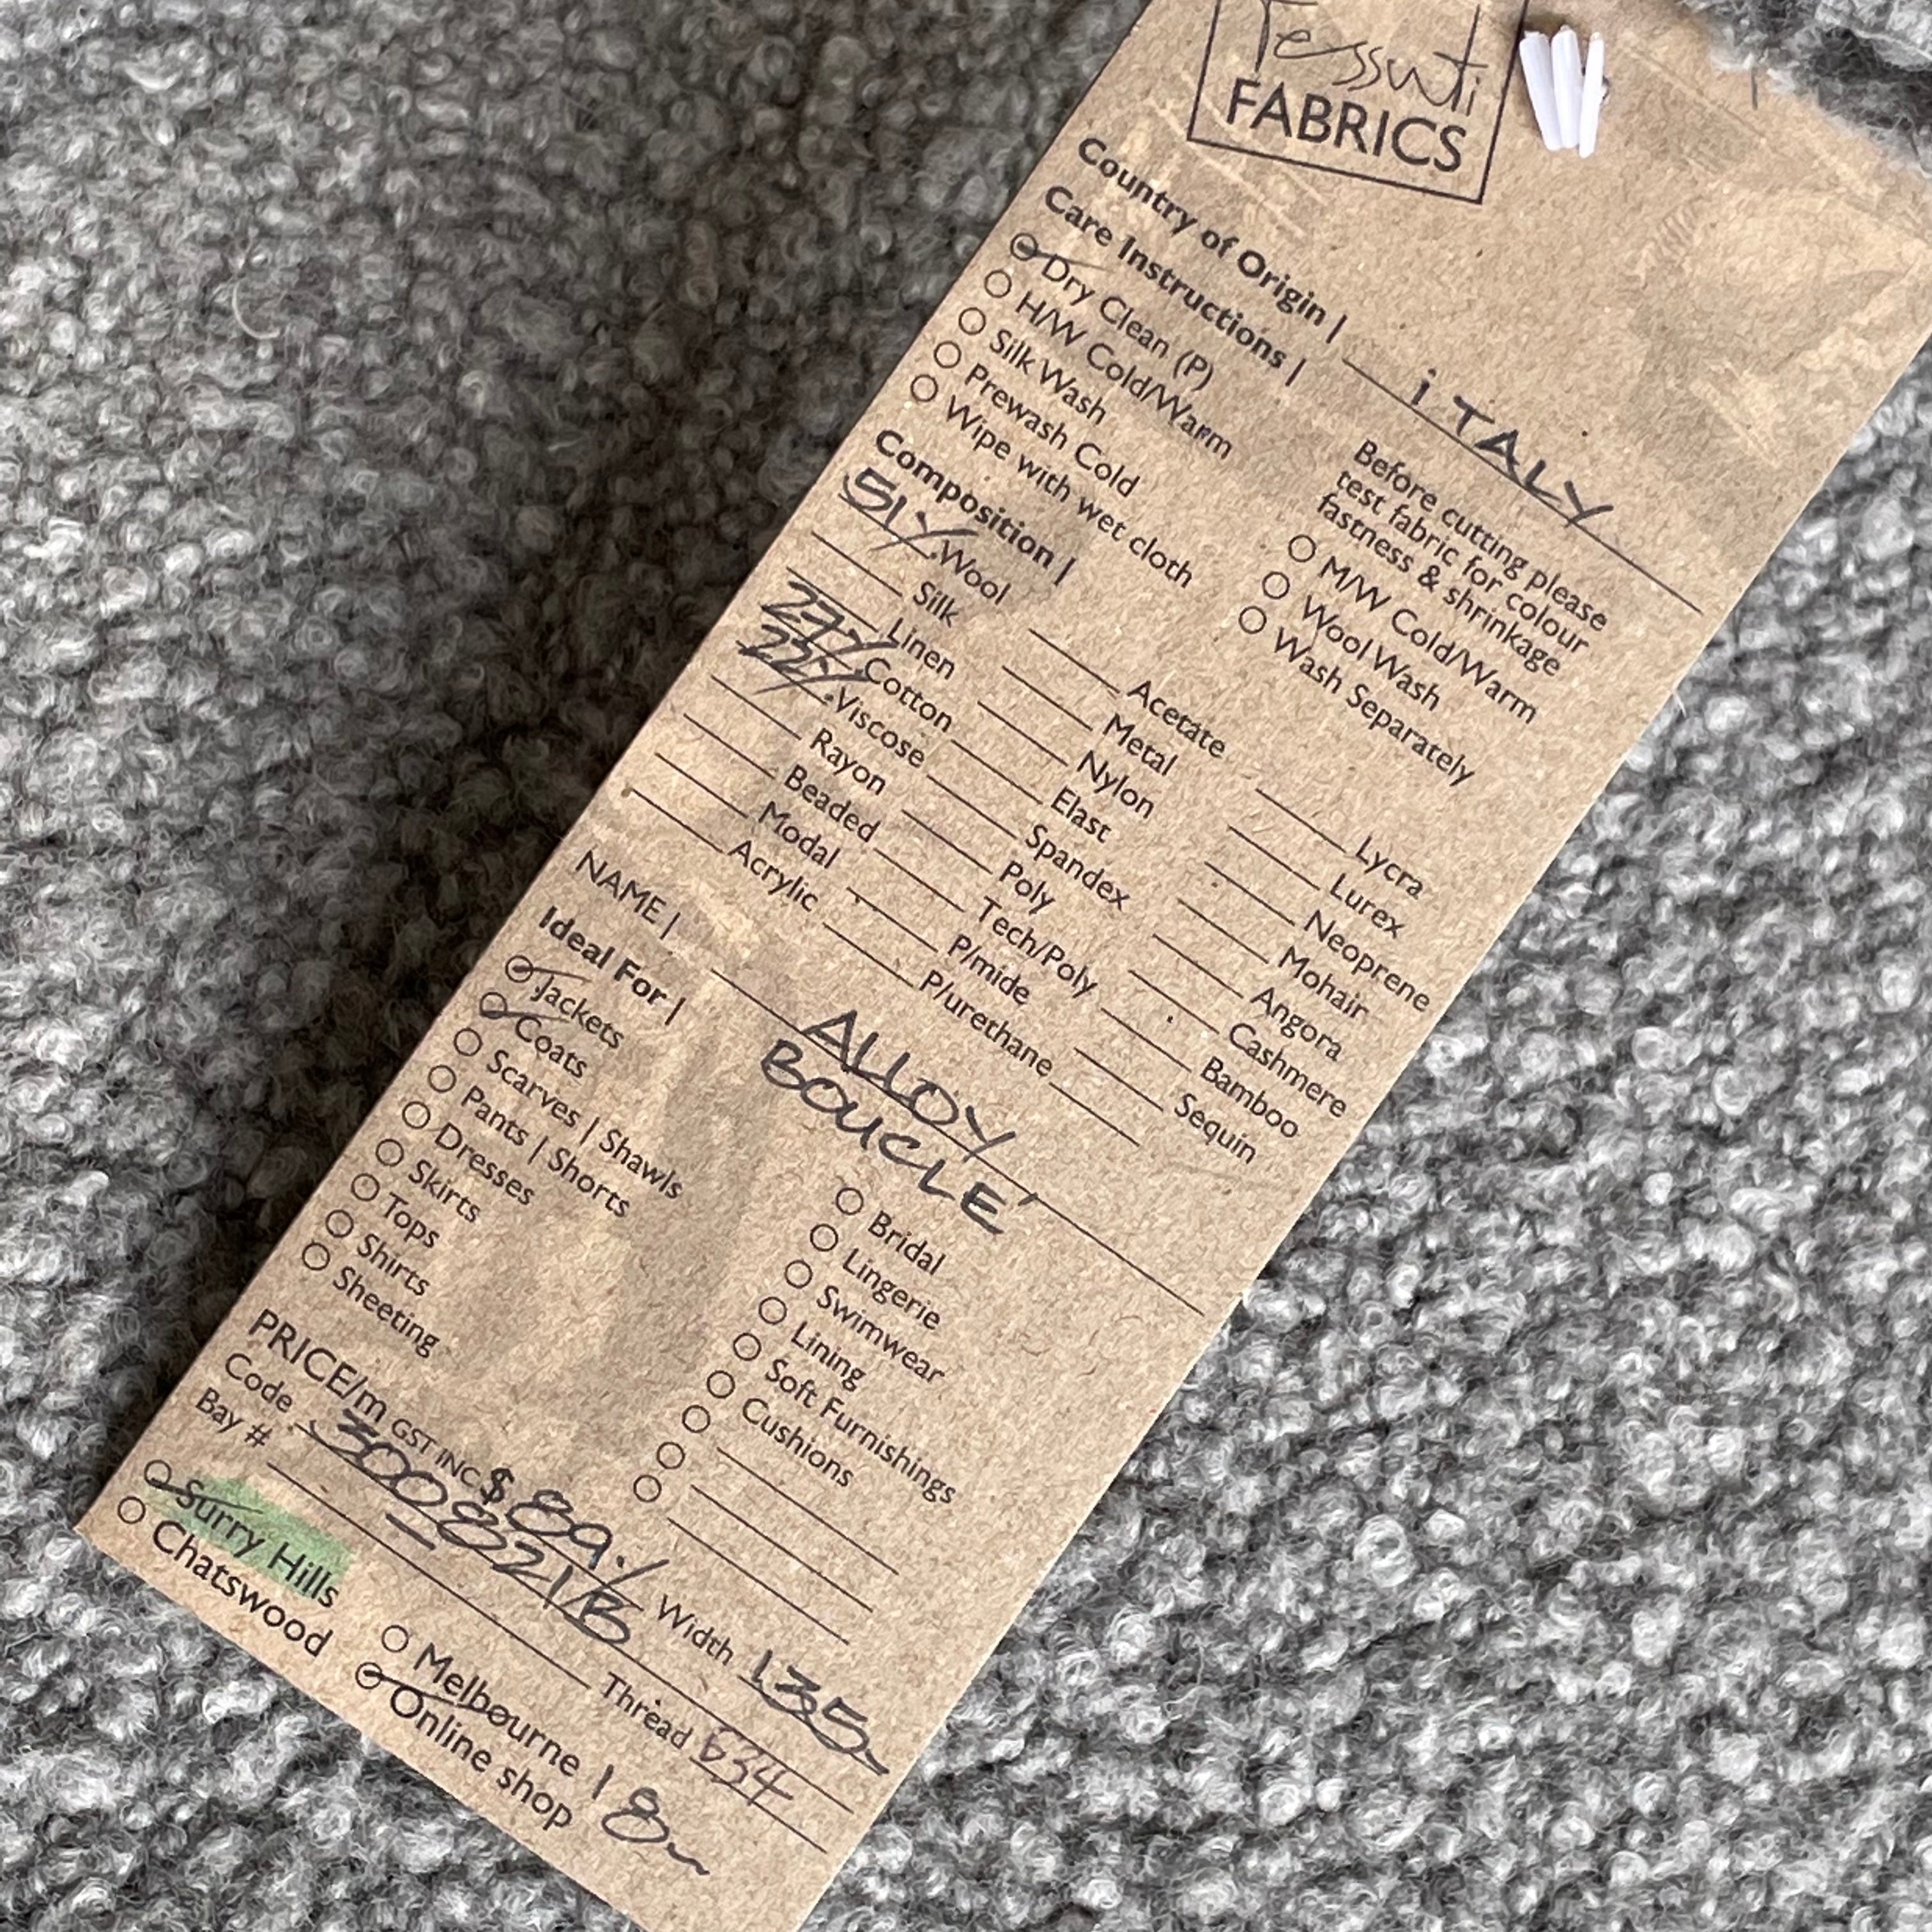 Tessuti
FABRICS
Country of Origin | iTALY
Care Instructions |
Dry Clean (P)
H/W Cold/Warm
Silk Wash
Prewash Cold
Wipe with wet cloth
Before cutting please
test fabric for colour
fastness & shrinkage
M/W Cold/Warm
Wool Wash
Wash Separately
Composition |
51% Wool
Silk
Linen
27% Cotton
22% Viscose
Rayon
Beaded
Modal
Acrylic
Acetate
Metal
Nylon
Elast
Spandex
Poly
Tech/Poly
P/mide
P/urethane
Lycra
Lurex
Neoprene
Mohair
Angora
Cashmere
Bamboo
Sequin
NAME | ALLOY
BOUCLE'
Ideal For |
Jackets
Coats
Scarves | Shawls
Pants | Shorts
Dresses
Skirts
Tops
Shirts
Sheeting
Bridal
Lingerie
Swimwear
Lining
Soft Furnishings
Cushions
PRICE/m GST INC $89./ Width 135
Code 300821B
Bay # Thread 634
Surry Hills
Chatswood
Melbourne
Online shop 18